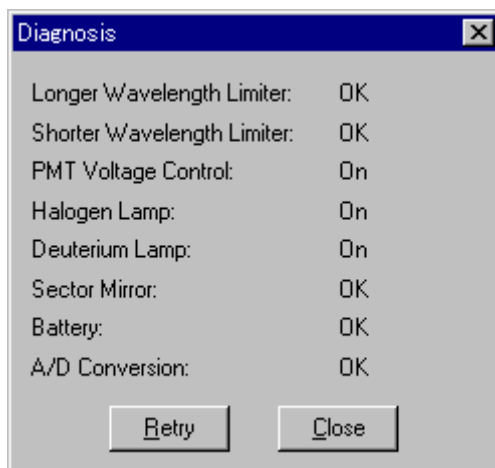 Diagnosis
Longer Wavelength Limiter: OK
Shorter Wavelength Limiter: OK
PMT Voltage Control: On
Halogen Lamp: On
Deuterium Lamp: On
Sector Mirror: OK
Battery: OK
A/D Conversion: OK
Retry Close